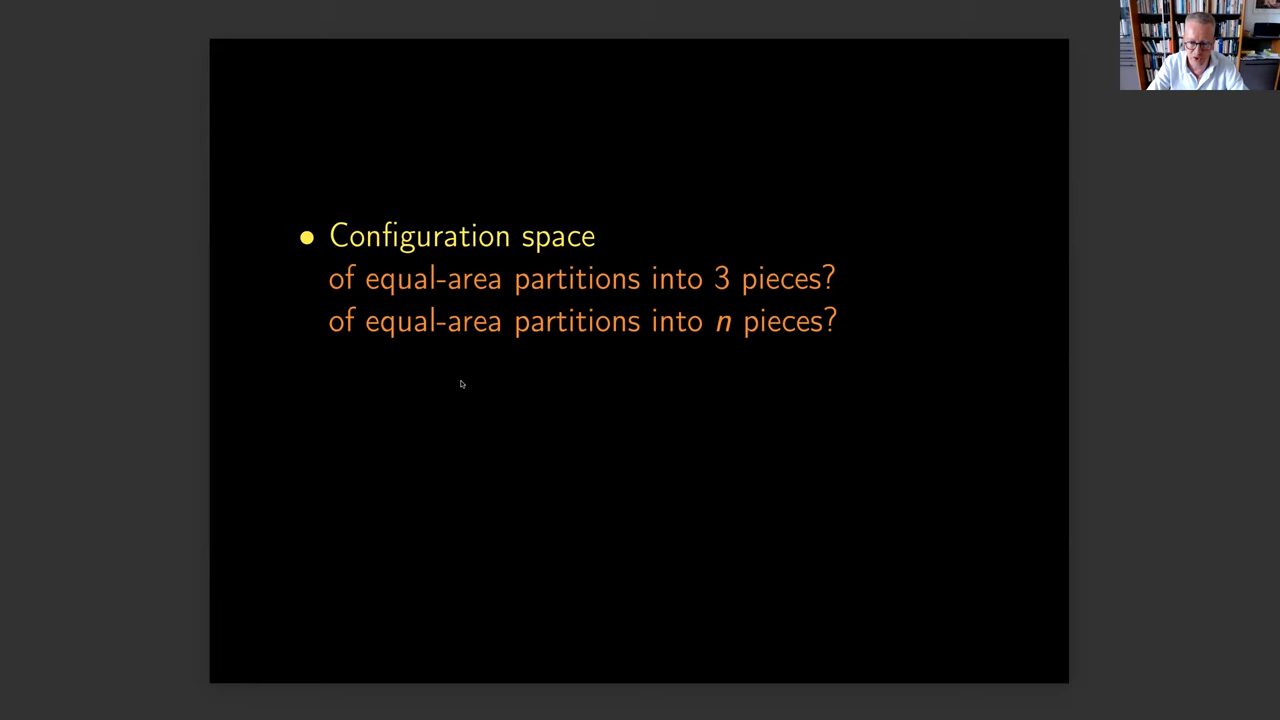 • Configuration space
of equal-area partitions into 3 pieces?
of equal-area partitions into n pieces?